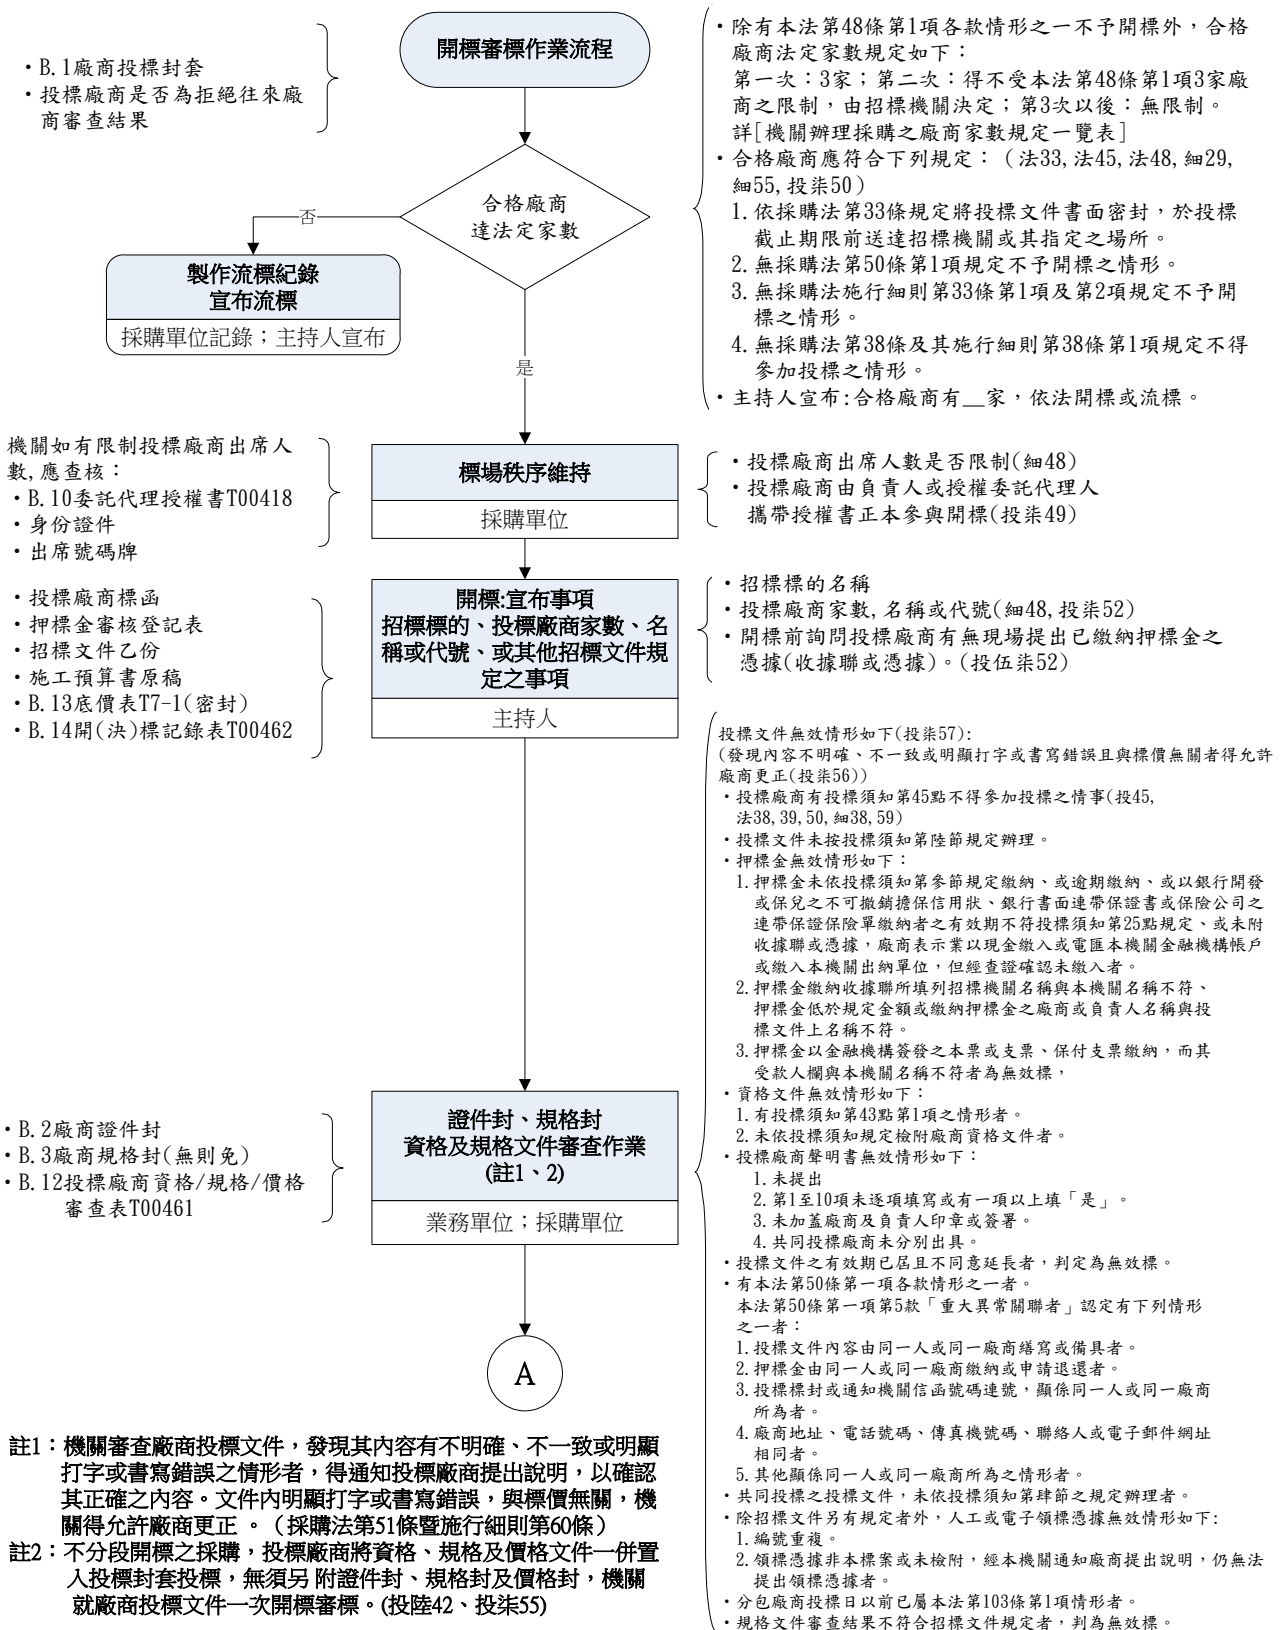 開標審標作業流程
・B.1廠商投標封套
・投標廠商是否為拒絕往來廠
商審查結果
・除有本法第48條第1項各款情形之一不予開標外，合格
廠商法定家數規定如下：
第一次：3家；第二次：得不受本法第48條第1項3家廠
商之限制，由招標機關決定；第3次以後：無限制。
詳[機關辦理採購之廠商家數規定一覽表]
・合格廠商應符合下列規定：（法33,法45,法48,細29,
細55,投柒50）
1.依採購法第33條規定將投標文件書面密封，於投標
截止期限前送達招標機關或其指定之場所。
2.無採購法第50條第1項規定不予開標之情形。
3.無採購法施行細則第33條第1項及第2項規定不予開
標之情形。
4.無採購法第38條及其施行細則第38條第1項規定不得
參加投標之情形。
・主持人宣布:合格廠商有__家，依法開標或流標。
合格廠商
達法定家數
否
製作流標紀錄
宣布流標
採購單位記錄；主持人宣布
是
機關如有限制投標廠商出席人
數,應查核：
・B.10委託代理授權書T00418
・身份證件
・出席號碼牌
標場秩序維持
採購單位
・投標廠商出席人數是否限制(細48)
・投標廠商由負責人或授權委託代理人
攜帶授權書正本參與開標(投柒49)
・投標廠商標函
・押標金審核登記表
・招標文件乙份
・施工預算書原稿
・B.13底價表T7-1(密封)
・B.14開(決)標記錄表T00462
開標:宣布事項
招標標的、投標廠商家數、名
稱或代號、或其他招標文件規
定之事項
主持人
・招標標的名稱
・投標廠商家數,名稱或代號(細48,投柒52)
・開標前詢問投標廠商有無現場提出已繳納押標金之
憑據(收據聯或憑據)。(投伍柒52)
投標文件無效情形如下(投柒57):
(發現內容不明確、不一致或明顯打字或書寫錯誤且與標價無關者得允許
廠商更正(投柒56))
・投標廠商有投標須知第45點不得參加投標之情事(投45,
法38,39,50,細38,59)
・投標文件未按投標須知第陸節規定辦理。
・押標金無效情形如下：
1.押標金未依投標須知第參節規定繳納、或逾期繳納、或以銀行開發
或保兌之不可撤銷擔保信用狀、銀行書面連帶保證書或保險公司之
連帶保證保險單繳納者之有效期不符投標須知第25點規定、或未附
收據聯或憑據，廠商表示業以現金繳入或電匯本機關金融機構帳戶
或繳入本機關出納單位，但經查證確認未繳入者。
2.押標金繳納收據聯所填列招標機關名稱與本機關名稱不符、
押標金低於規定金額或繳納押標金之廠商或負責人名稱與投
標文件上名稱不符。
3.押標金以金融機構簽發之本票或支票、保付支票繳納，而其
受款人欄與本機關名稱不符者為無效標，
・資格文件無效情形如下：
1.有投標須知第43點第1項之情形者。
2.未依投標須知規定檢附廠商資格文件者。
・投標廠商聲明書無效情形如下：
1.未提出
2.第1至10項未逐項填寫或有一項以上填「是」。
3.未加蓋廠商及負責人印章或簽署。
4.共同投標廠商未分別出具。
・投標文件之有效期已屆且不同意延長者，判定為無效標。
・有本法第50條第一項各款情形之一者。
本法第50條第一項第5款「重大異常關聯者」認定有下列情形
之一者：
1.投標文件內容由同一人或同一廠商繕寫或備具者。
2.押標金由同一人或同一廠商繳納或申請退還者。
3.投標標封或通知機關信函號碼連號，顯係同一人或同一廠商
所為者。
4.廠商地址、電話號碼、傳真機號碼、聯絡人或電子郵件網址
相同者。
5.其他顯係同一人或同一廠商所為之情形者。
・共同投標之投標文件，未依投標須知第肆節之規定辦理者。
・除招標文件另有規定者外，人工或電子領標憑據無效情形如下:
1.編號重複。
2.領標憑據非本標案或未檢附，經本機關通知廠商提出說明，仍無法
提出領標憑據者。
・分包廠商投標日以前已屬本法第103條第1項情形者。
・規格文件審查結果不符合招標文件規定者，判為無效標。
・B.2廠商證件封
・B.3廠商規格封(無則免)
・B.12投標廠商資格/規格/價格
審查表T00461
證件封、規格封
資格及規格文件審查作業
(註1、2)
業務單位；採購單位
A
註1：機關審查廠商投標文件，發現其內容有不明確、不一致或明顯
打字或書寫錯誤之情形者，得通知投標廠商提出說明，以確認
其正確之內容。文件內明顯打字或書寫錯誤，與標價無關，機
關得允許廠商更正 。（採購法第51條暨施行細則第60條）
註2：不分段開標之採購，投標廠商將資格、規格及價格文件一併置
入投標封套投標，無須另 附證件封、規格封及價格封，機關
就廠商投標文件一次開標審標。(投陸42、投柒55)